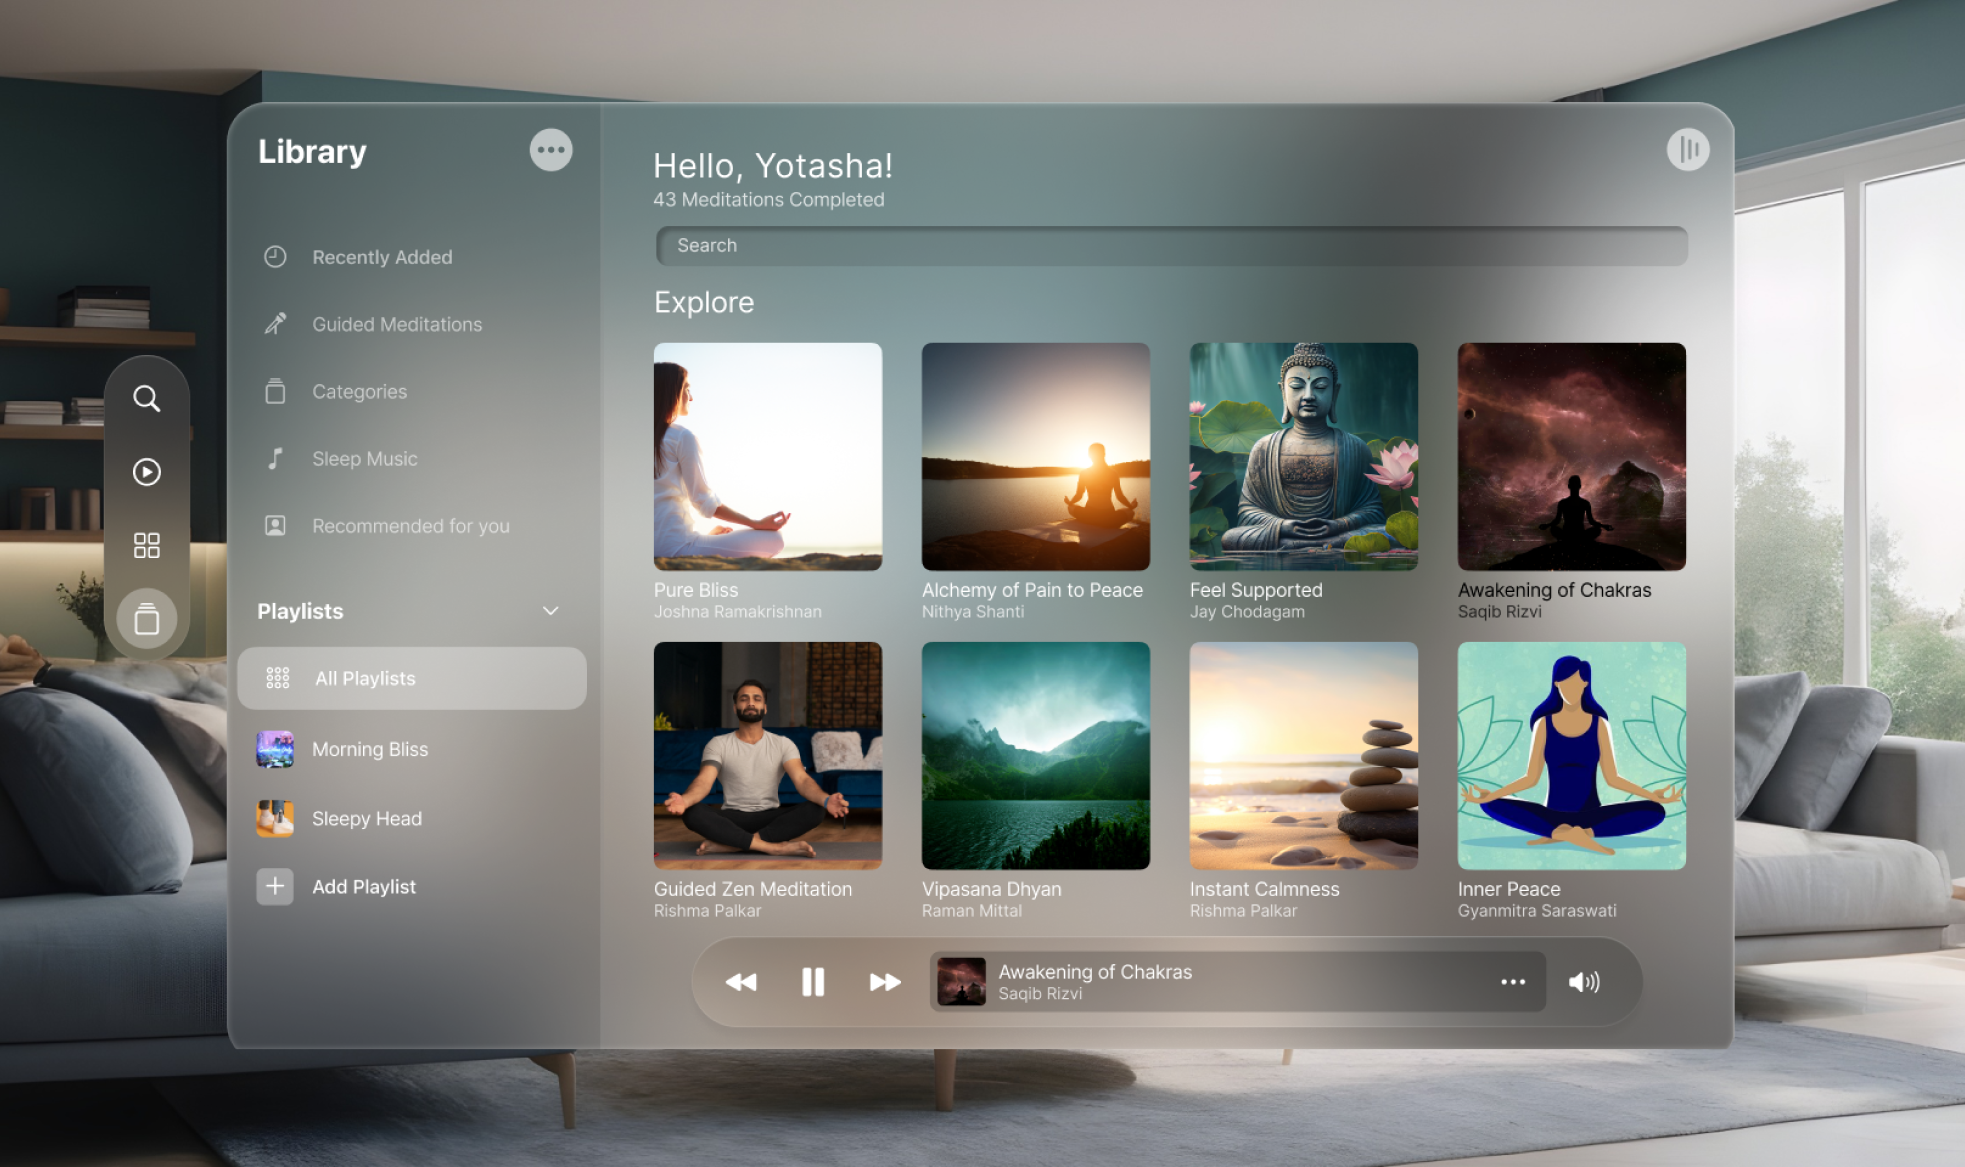 Library
Recently Added
Guided Meditations
Categories
Sleep Music
Recommended for you
Playlists
All Playlists
Morning Bliss
Sleepy Head
Add Playlist
Hello, Yotasha!
43 Meditations Completed
Search
Explore
Pure Bliss
Joshna Ramakrishnan
Alchemy of Pain to Peace
Nithya Shanti
Feel Supported
Jay Chodagam
Awakening of Chakras
Saqib Rizvi
Guided Zen Meditation
Rishma Palkar
Vipasana Dhyan
Raman Mittal
Instant Calmness
Rishma Palkar
Inner Peace
Gyanmitra Saraswati
Awakening of Chakras
Saqib Rizvi